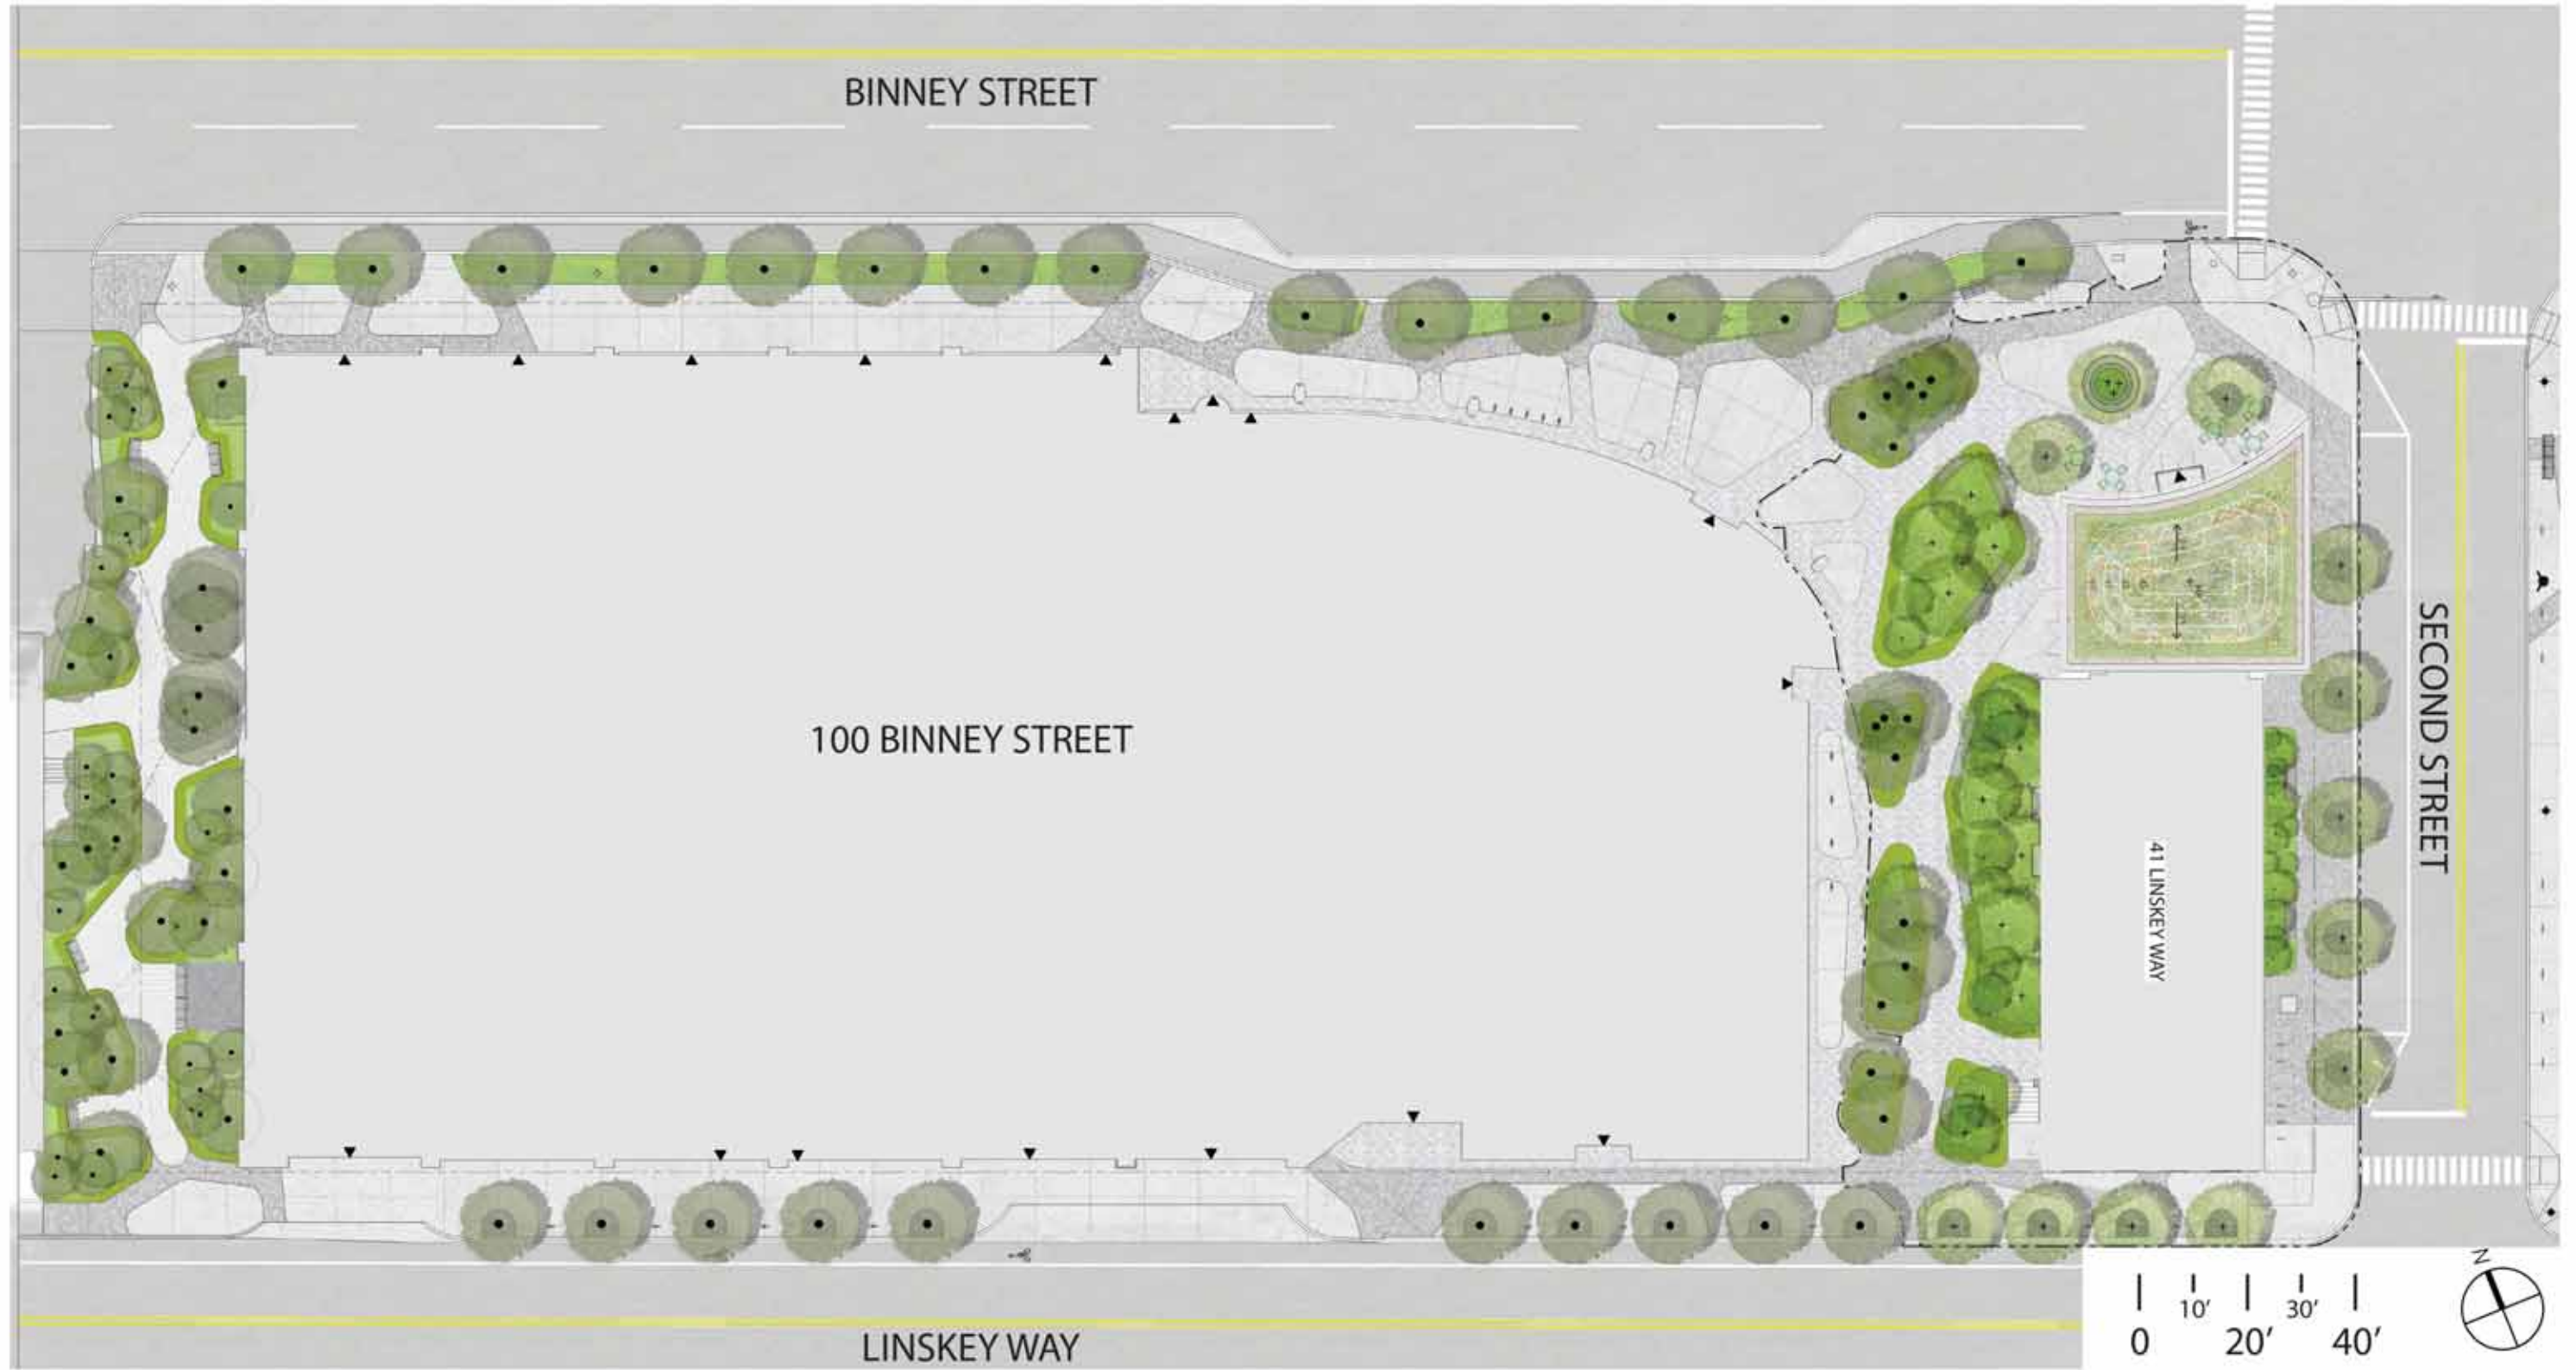 BINNEY STREET
100 BINNEY STREET
SECOND STREET
41 LINSKEY WAY
LINSKEY WAY
N
10' 30'
0 20' 40'